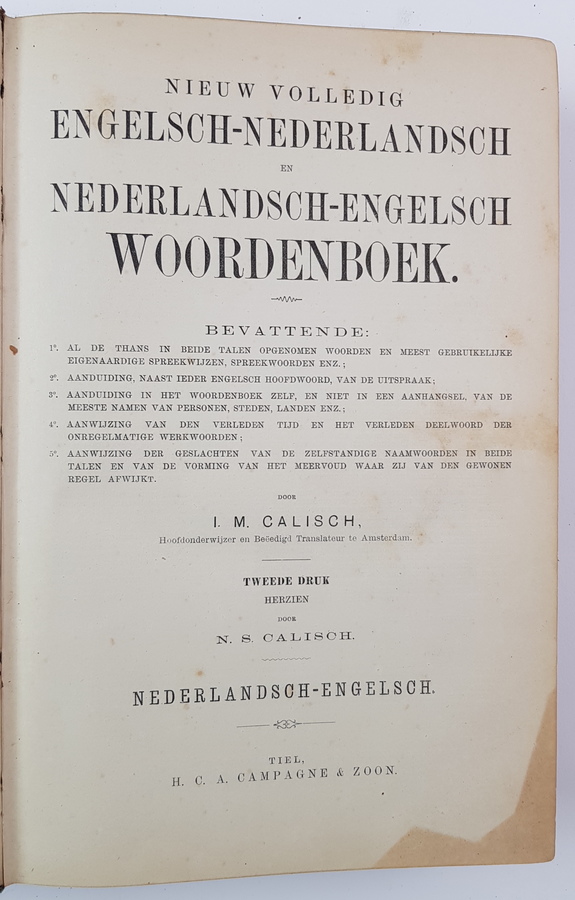 NIEUW VOLLEDIG
ENGELSCH-NEDERLANDSCH
EN
NEDERLANDSCH-ENGELSCH
WOORDENBOEK.
BEVATTENDE:
1°. AL DE THANS IN BEIDE TALEN OPGENOMEN WOORDEN EN MEEST GEBRUIKELIJKE
EIGENAARDIGE SPREEKWIJZEN, SPREEKWOORDEN ENZ.;
2°. AANDUIDING, NAAST IEDER ENGELSCH HOOFDWOORD, VAN DE UITSPRAAK;
3°. AANDUIDING IN HET WOORDENBOEK ZELF, EN NIET IN EEN AANHANGSEL, VAN DE
MEESTE NAMEN VAN PERSONEN, STEDEN, LANDEN ENZ.;
4°. AANWIJZING VAN DEN VERLEDEN TIJD EN HET VERLEDEN DEELWOORD DER
ONREGELMATIGE WERKWOORDEN;
5°. AANWIJZING DER GESLACHTEN VAN DE ZELFSTANDIGE NAAMWOORDEN IN BEIDE
TALEN EN VAN DE VORMING VAN HET MEERVOUD WAAR ZIJ VAN DEN GEWONEN
REGEL AFWIJKT.
DOOR
I. M. CALISCH,
Hoofdonderwijzer en Beëedigd Translateur te Amsterdam.
TWEEDE DRUK
HERZIEN
DOOR
N. S. CALISCH.
NEDERLANDSCH-ENGELSCH.
TIEL,
H. C. A. CAMPAGNE & ZOON.